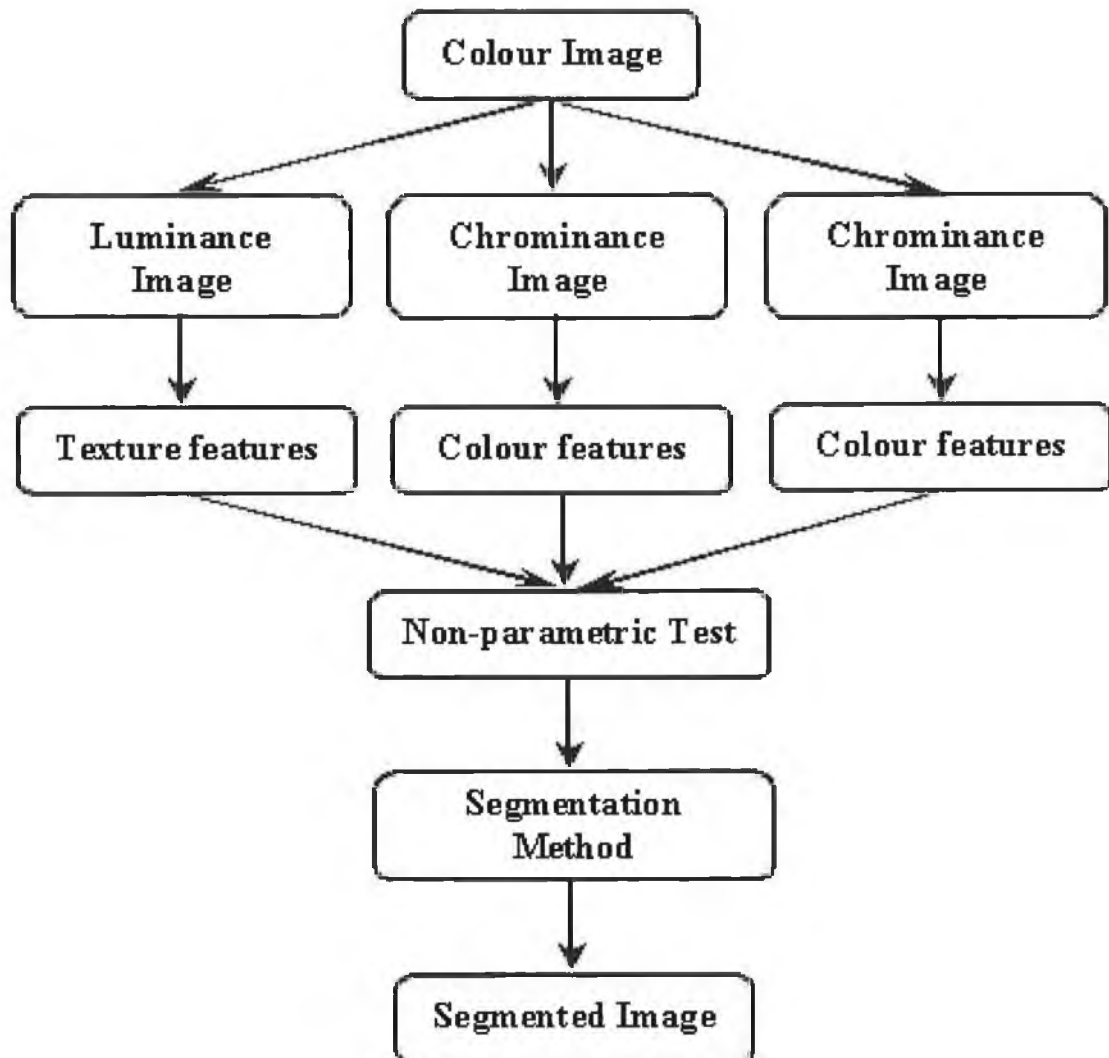 Colour Image
Luminance
Image
Chrominance
Image
Chrominance
Image
Texture features
Colour features
Colour features
Non-parametric Test
Segmentation
Method
Segmented Image